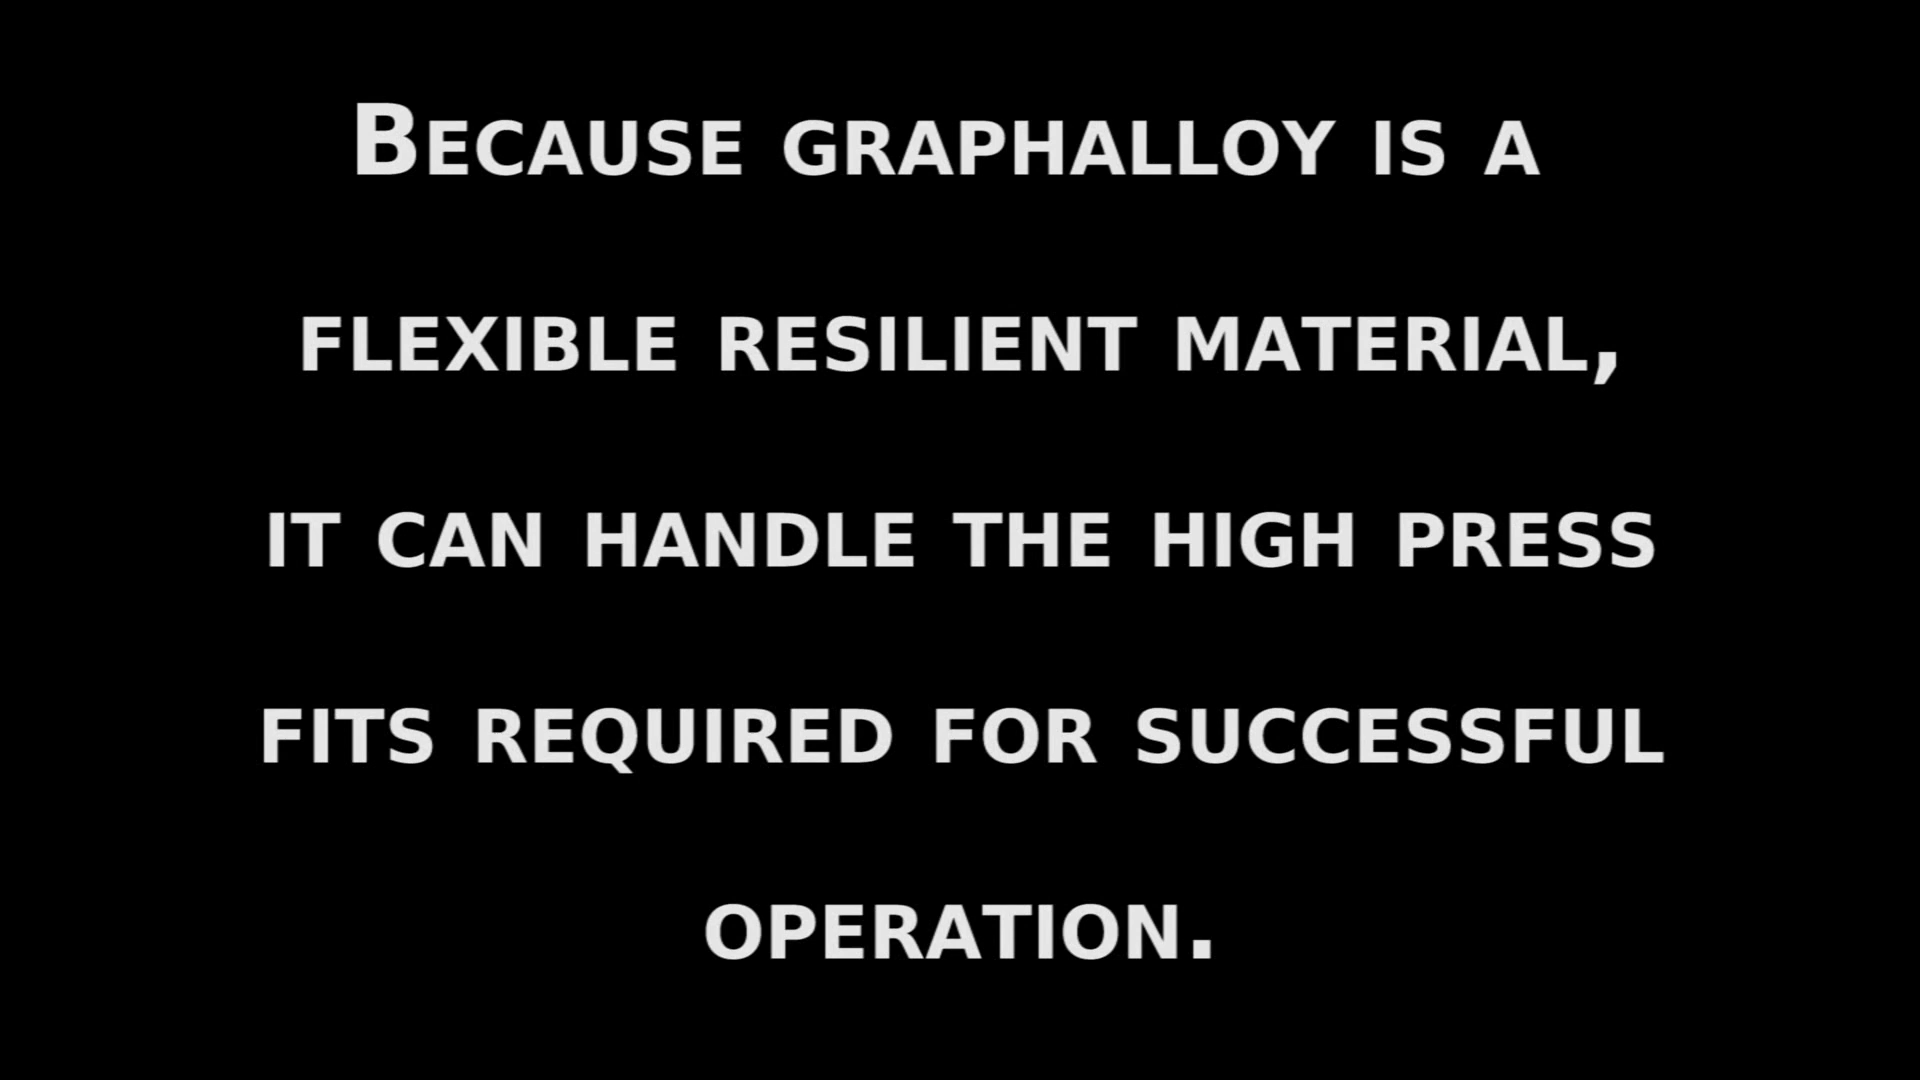 Because graphalloy is a
flexible resilient material,
it can handle the high press
fits required for successful
operation.